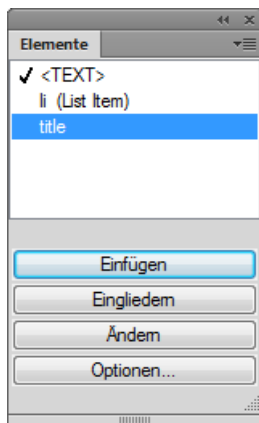 Elemente
<TEXT>
li (List Item)
title
Einfügen
Eingliedern
Ändern
Optionen...